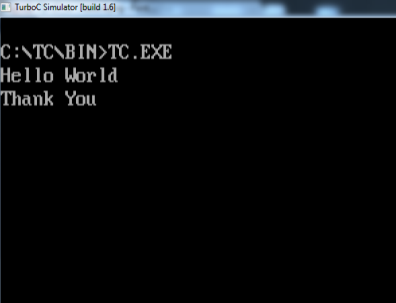 TurboC Simulator [build 1.6]
C:\TC\BIN>TC.EXE
Hello World
Thank You